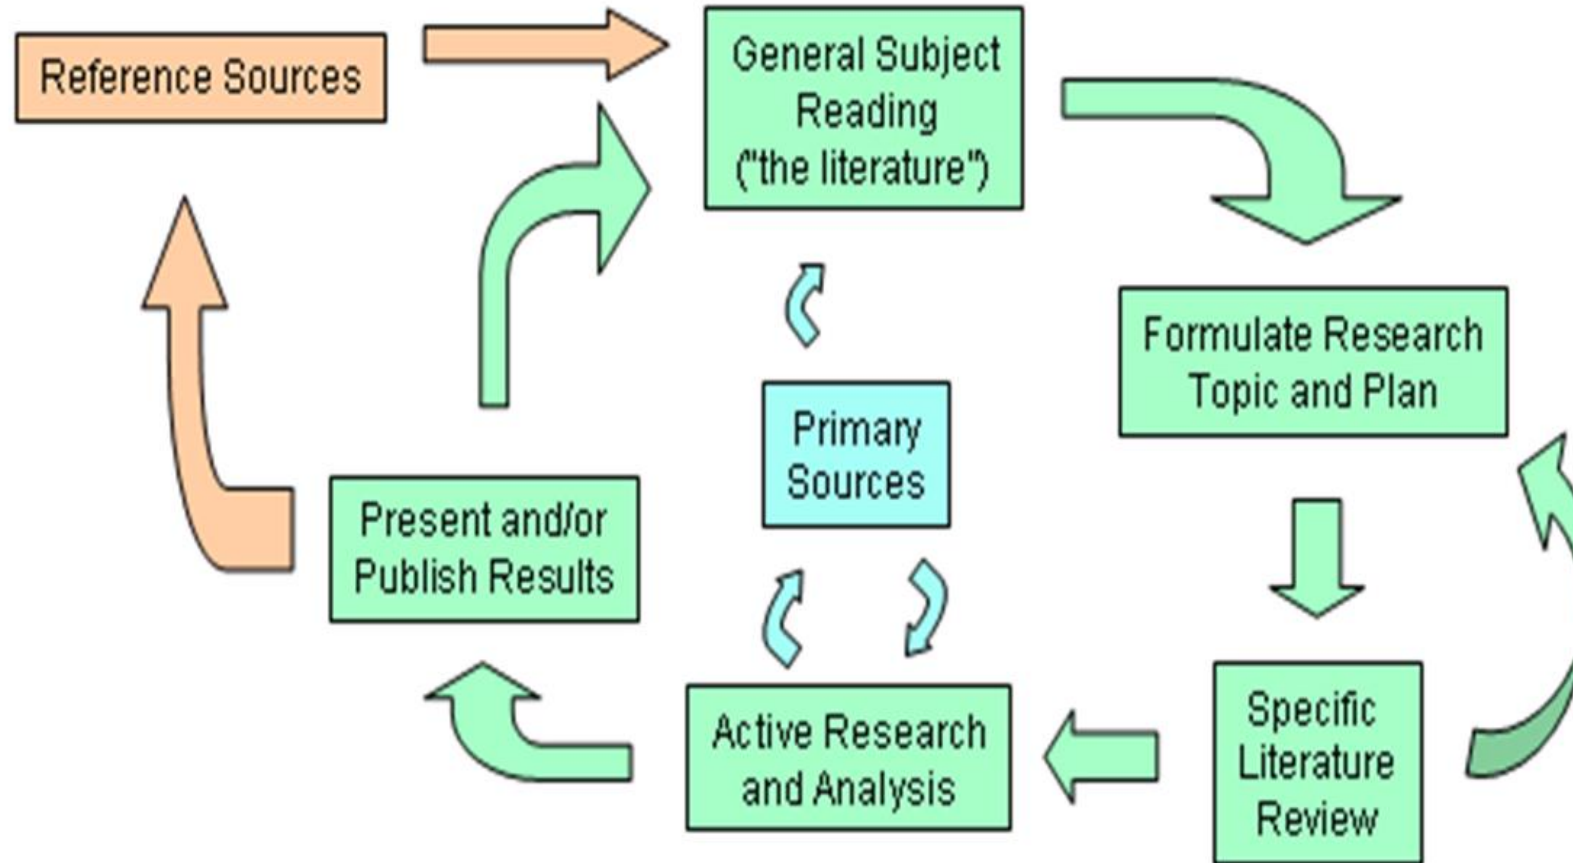 Reference Sources
General Subject
Reading
("the literature")
Formulate Research
Topic and Plan
Primary
Sources
Present and/or
Publish Results
Active Research
and Analysis
Specific
Literature
Review